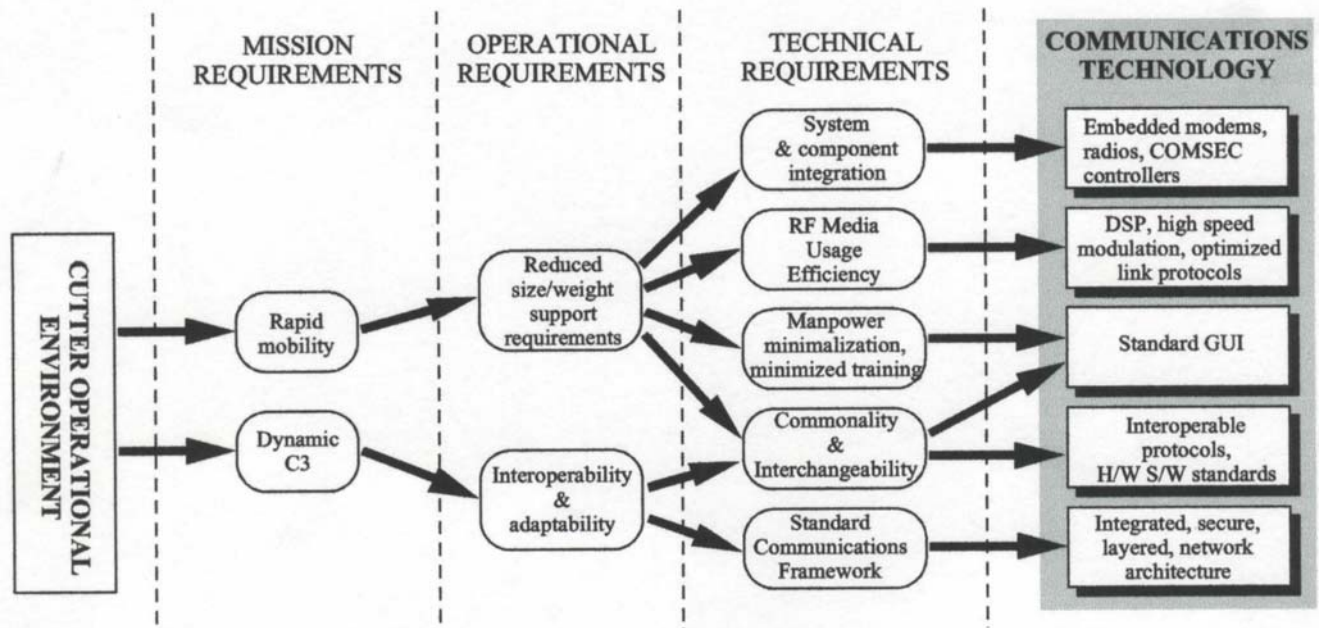 MISSION
REQUIREMENTS
OPERATIONAL
REQUIREMENTS
TECHNICAL
REQUIREMENTS
COMMUNICATIONS
TECHNOLOGY
CUTTER OPERATIONAL
ENVIRONMENT
Rapid
mobility
Dynamic
C3
Reduced
size/weight
support
requirements
Interoperability
&
adaptability
System
& component
integration
RF Media
Usage
Efficiency
Manpower
minimalization,
minimized training
Commonality
&
Interchangeability
Standard
Communications
Framework
Embedded modems,
radios, COMSEC
controllers
DSP, high speed
modulation, optimized
link protocols
Standard GUI
Interoperable
protocols,
H/W S/W standards
Integrated, secure,
layered, network
architecture